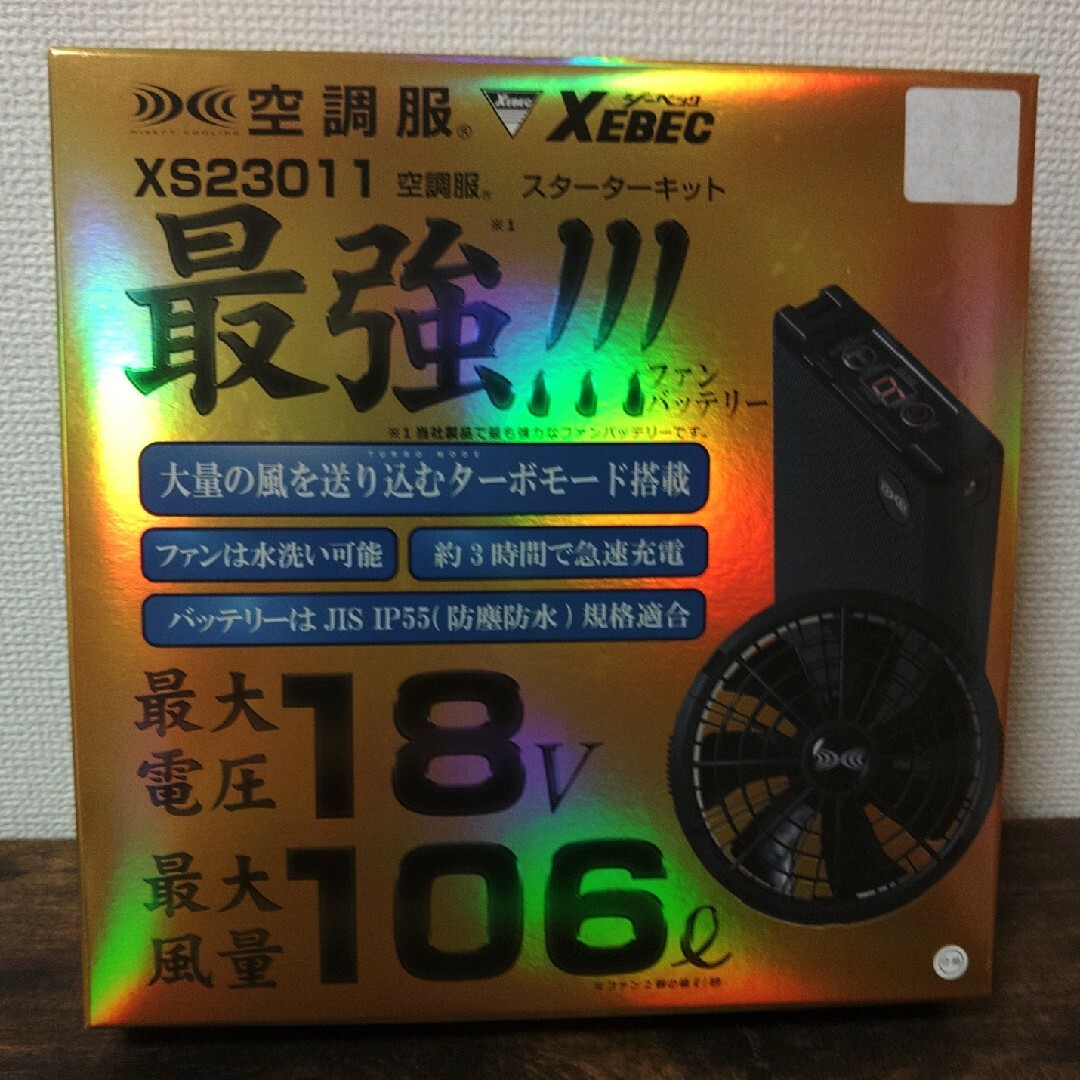 空調服® Xebec ジーベック XEBEC
DIRECT COOLING
XS23011 空調服® スターターキット
最強!!! ※1
ファン
バッテリー
※1 当社製品で最も強力なファンバッテリーです。
TURBO MODE
大量の風を送り込むターボモード搭載
ファンは水洗い可能 約3時間で急速充電
バッテリーは JIS IP55(防塵防水)規格適合
最大電圧 18V
最大風量 106ℓ